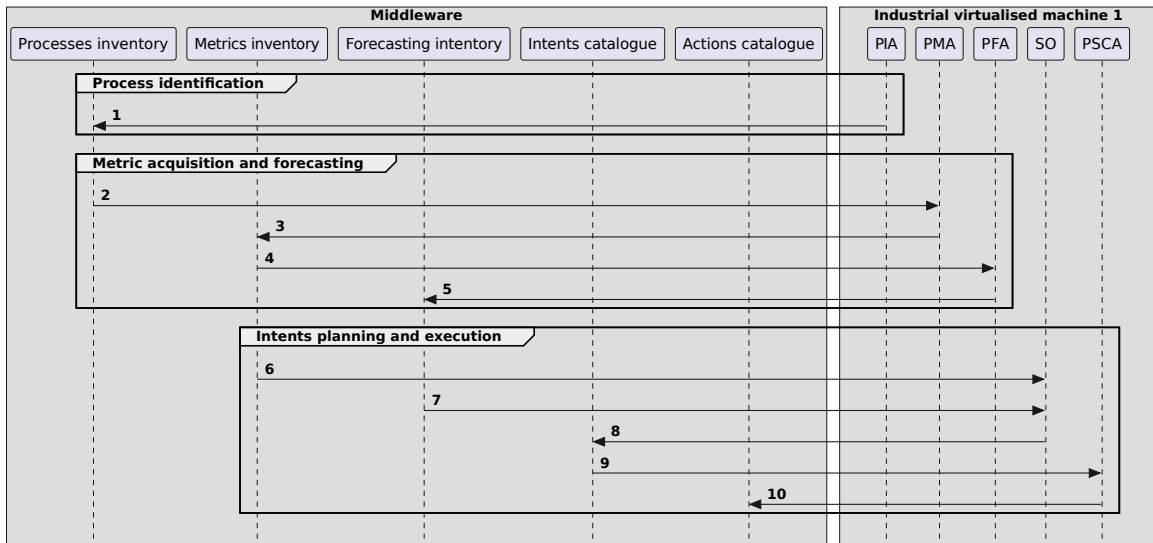 Middleware
Industrial virtualised machine 1
Processes inventory
Metrics inventory
Forecasting intentory
Intents catalogue
Actions catalogue
PIA
PMA
PFA
SO
PSCA
Process identification
1
Metric acquisition and forecasting
2
3
4
5
Intents planning and execution
6
7
8
9
10